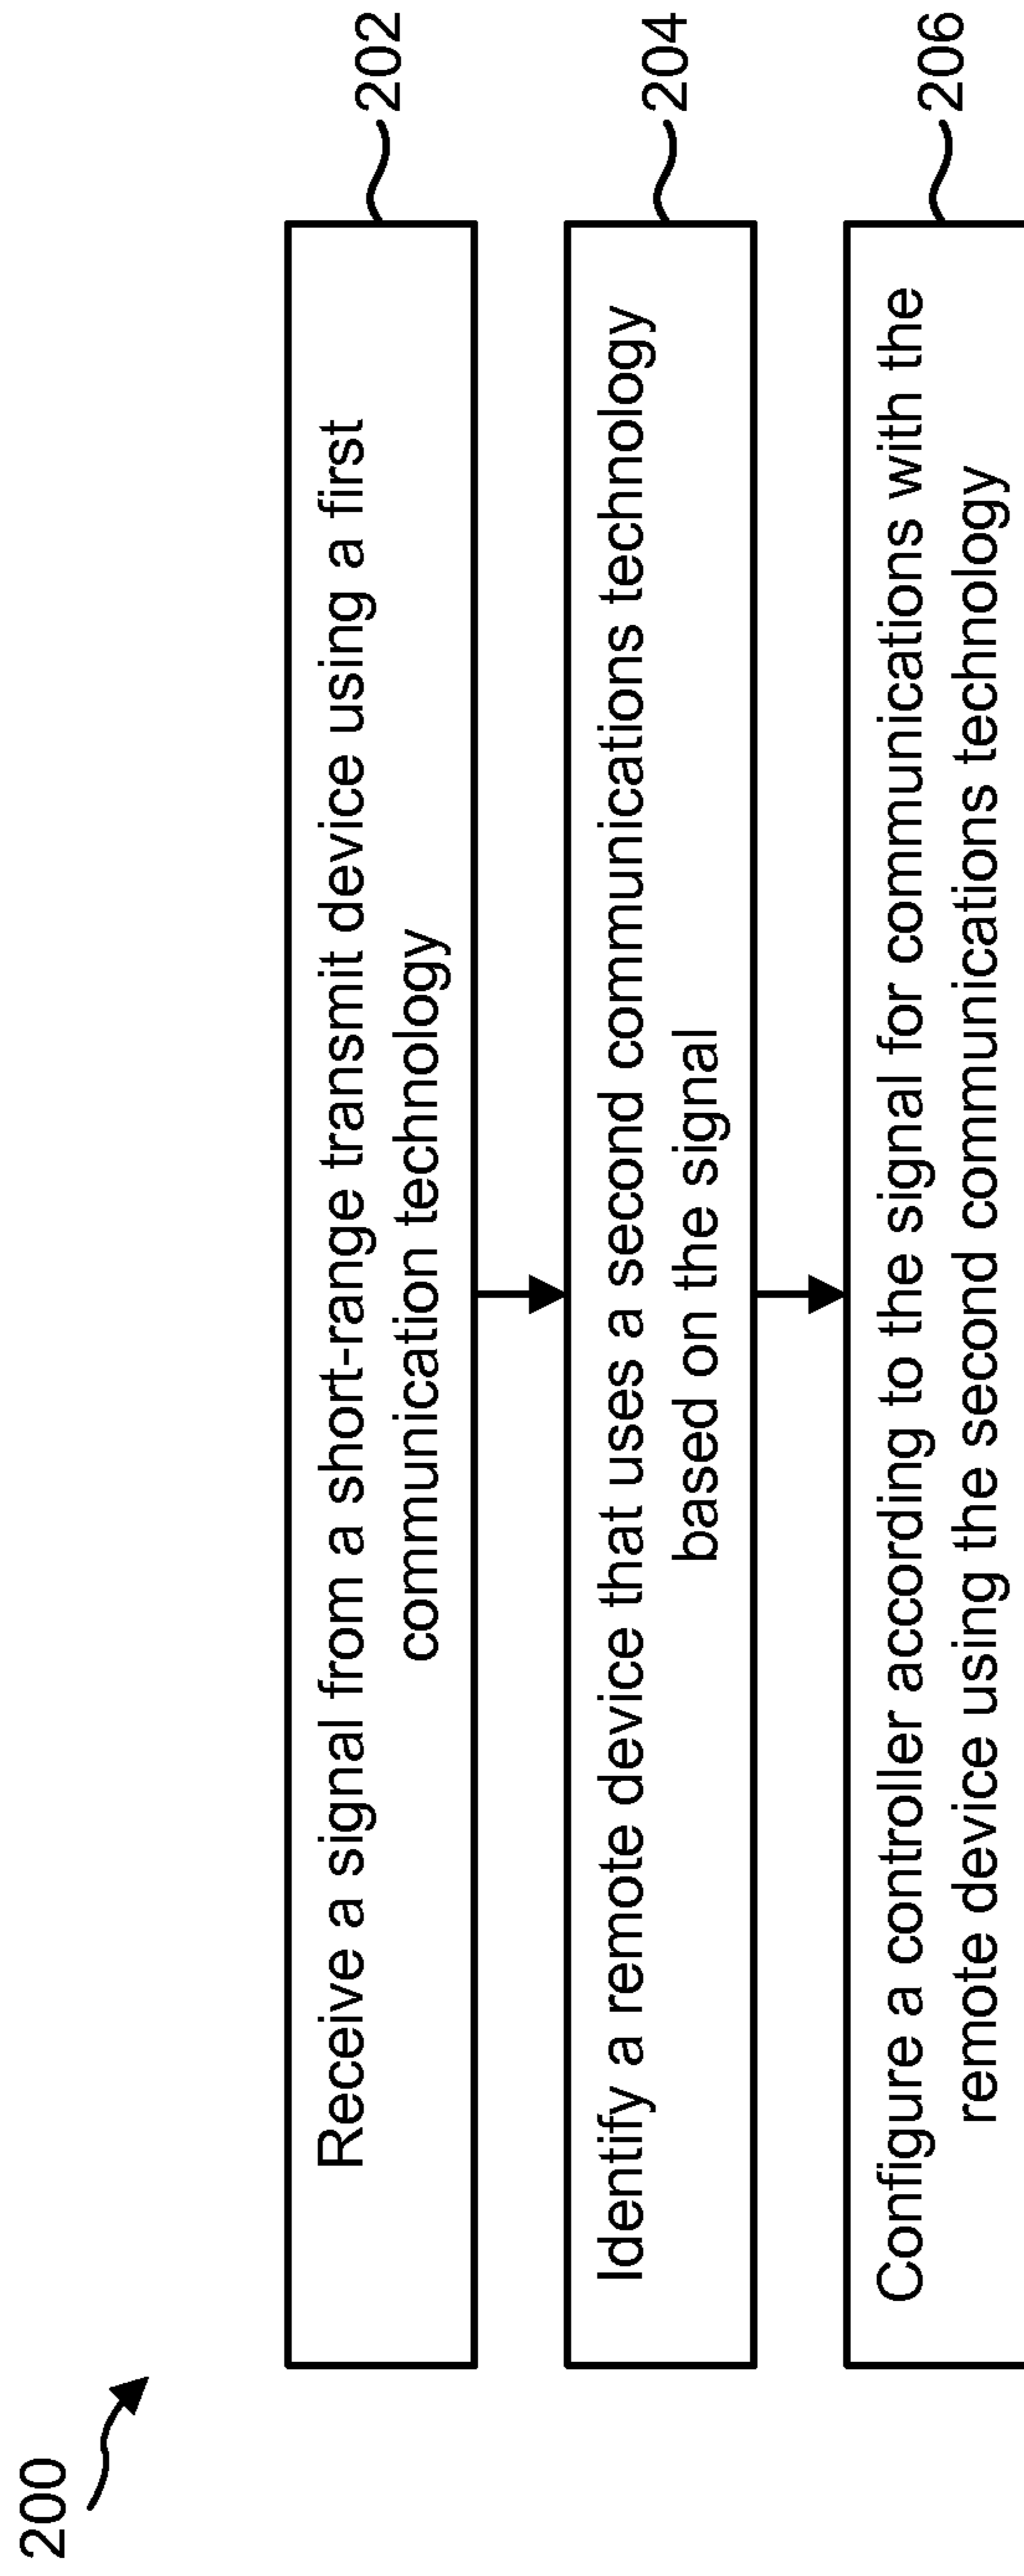 200
Receive a signal from a short-range transmit device using a first
communication technology
202
Identify a remote device that uses a second communications technology
based on the signal
204
Configure a controller according to the signal for communications with the
remote device using the second communications technology
206